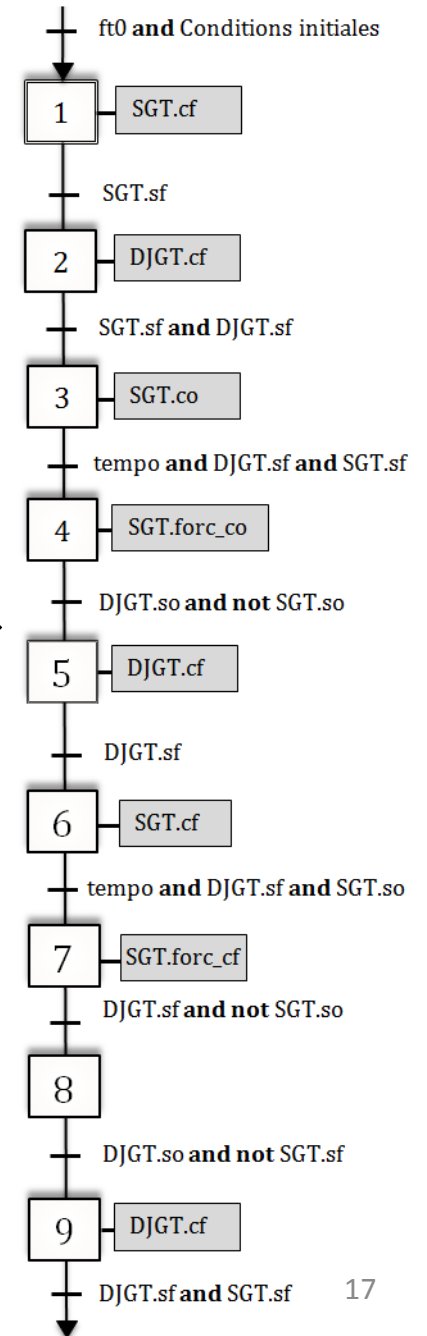 ft0 and Conditions initiales
1 SGT.cf
SGT.sf
2 DJGT.cf
SGT.sf and DJGT.sf
3 SGT.co
tempo and DJGT.sf and SGT.sf
4 SGT.forc_co
DJGT.so and not SGT.so
5 DJGT.cf
DJGT.sf
6 SGT.cf
tempo and DJGT.sf and SGT.so
7 SGT.forc_cf
DJGT.sf and not SGT.so
8
DJGT.so and not SGT.sf
9 DJGT.cf
DJGT.sf and SGT.sf 17